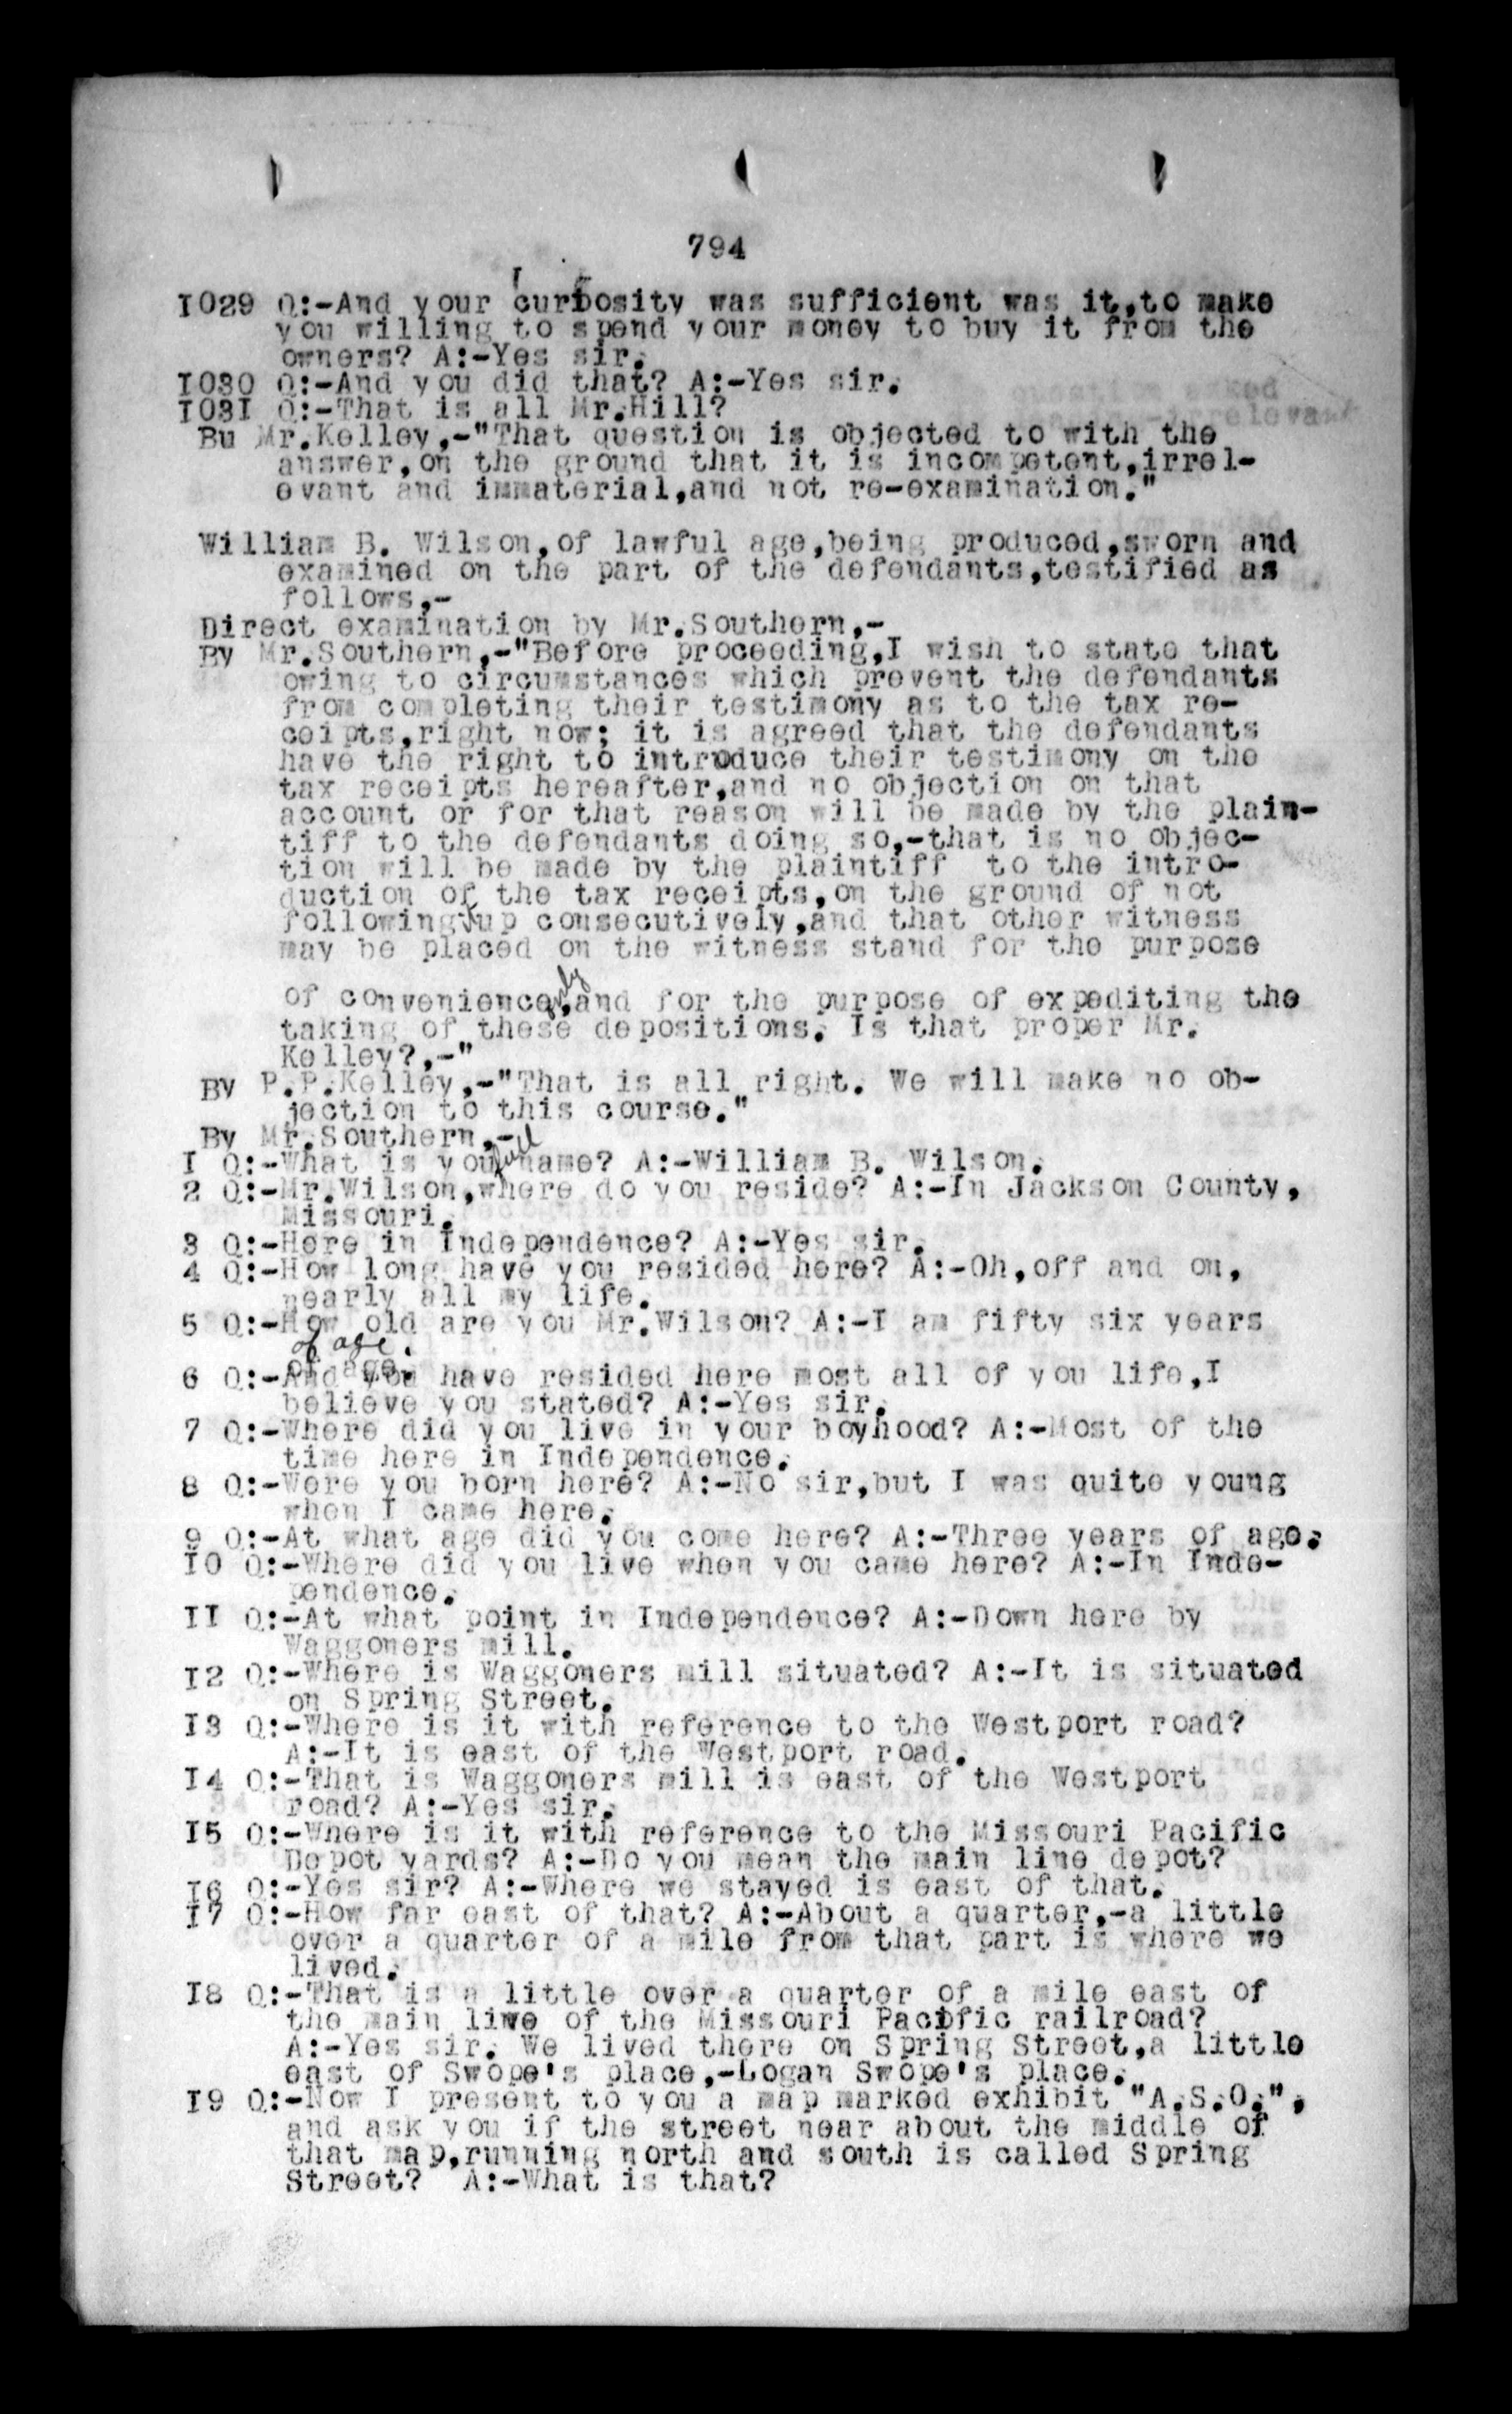 794
1029 Q:-And your curiosity was sufficient was it,to make
you willing to spend your money to buy it from the
owners? A:-Yes sir.
1030 Q:-And you did that? A:-Yes sir.
1031 Q:-That is all Mr.Hill?
Bu Mr.Kelley,-"That question is objected to with the
answer,on the ground that it is incompetent,irrel-
evant and immaterial,and not re-examination."
William B. Wilson,of lawful age,being produced,sworn and
examined on the part of the defendants,testified as
follows,-
Direct examination by Mr.Southern,-
By Mr.Southern,-"Before proceeding,I wish to state that
owing to circumstances which prevent the defendants
from completing their testimony as to the tax re-
ceipts,right now; it is agreed that the defendants
have the right to introduce their testimony on the
tax receipts hereafter,and no objection on that
account or for that reason will be made by the plain-
tiff to the defendants doing so,-that is no objec-
tion will be made by the plaintiff to the intro-
duction of the tax receipts,on the ground of not
following up consecutively,and that other witness
may be placed on the witness stand for the purpose
of convenience only,and for the purpose of expediting the
taking of these depositions. Is that proper Mr.
Kelley?,-"
By P.P.Kelley,-"That is all right. We will make no ob-
jection to this course."
By Mr.Southern,-
1 Q:-What is your full name? A:-William B. Wilson.
2 Q:-Mr.Wilson,where do you reside? A:-In Jackson County,
Missouri.
3 Q:-Here in Independence? A:-Yes sir.
4 Q:-How long have you resided here? A:-Oh,off and on,
nearly all my life.
5 Q:-How old are you Mr.Wilson? A:-I am fifty six years
of age.
of age.
6 Q:-And you have resided here most all of you life,I
believe you stated? A:-Yes sir.
7 Q:-Where did you live in your boyhood? A:-Most of the
time here in Independence.
8 Q:-Were you born here? A:-No sir,but I was quite young
when I came here.
9 Q:-At what age did you come here? A:-Three years of age.
10 Q:-Where did you live when you came here? A:-In Inde-
pendence.
11 Q:-At what point in Independence? A:-Down here by
Waggoners mill.
12 Q:-Where is Waggoners mill situated? A:-It is situated
on Spring Street.
13 Q:-Where is it with reference to the Westport road?
A:-It is east of the Westport road.
14 Q:-That is Waggoners mill is east of the Westport
road? A:-Yes sir.
15 Q:-Where is it with reference to the Missouri Pacific
Depot yards? A:-Do you mean the main line depot?
16 Q:-Yes sir? A:-Where we stayed is east of that.
17 Q:-How far east of that? A:-About a quarter,-a little
over a quarter of a mile from that part is where we
lived.
18 Q:-That is a little over a quarter of a mile east of
the main line of the Missouri Pacific railroad?
A:-Yes sir. We lived there on Spring Street,a little
east of Swope's place,-Logan Swope's place.
19 Q:-Now I present to you a map marked exhibit "A.S.O.",
and ask you if the street near about the middle of
that map,running north and south is called Spring
Street? A:-What is that?